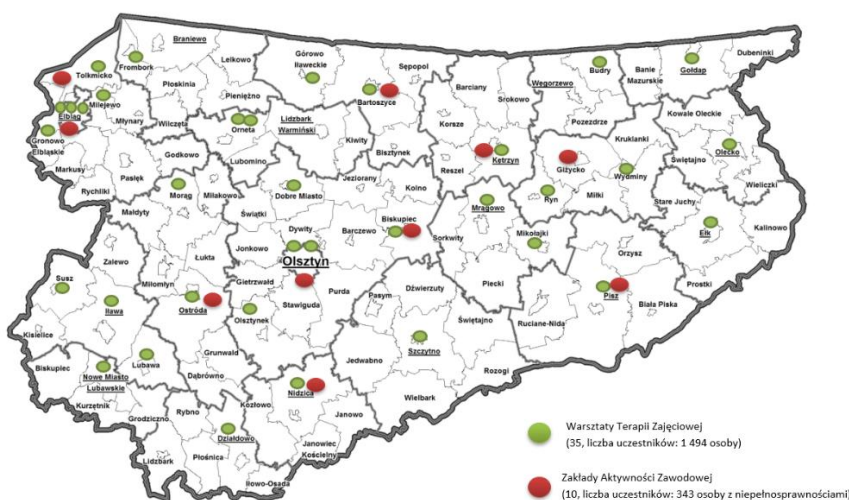 Braniewo
Frombork
Lelkowo
Górowo
Iławeckie
Sępopol
Dubeninki
Tolkmicko
Płoskinia
Pieniężno
Bartoszyce
Barciany
Srokowo
Węgorzewo
Budry
Banie
Mazurskie
Gołdap
Milejewo
Elbląg
Młynary
Wilczęta
Orneta
Lidzbark
Warmiński
Korsze
Pozezdrze
Kowale Oleckie
Gronowo
Elbląskie
Godkowo
Lubomino
Kiwity
Bisztynek
Reszel
Kętrzyn
Giżycko
Kruklanki
Wydminy
Świętajno
Olecko
Markusy
Pasłęk
Rychliki
Morąg
Miłakowo
Dobre Miasto
Jeziorany
Kolno
Mrągowo
Ryn
Miłki
Wieliczki
Małdyty
Świątki
Dywity
Barczewo
Biskupiec
Sorkwity
Mikołajki
Stare Juchy
Ełk
Kalinowo
Łukta
Jonkowo
Olsztyn
Orzysz
Zalewo
Miłomłyn
Gietrzwałd
Stawiguda
Purda
Pasym
Dźwierzuty
Piecki
Prostki
Susz
Iława
Ostróda
Olsztynek
Pisz
Biała Piska
Ruciane-Nida
Kisielice
Lubawa
Grunwald
Dąbrówno
Jedwabno
Szczytno
Świętajno
Rozogi
Biskupiec
Nowe Miasto
Lubawskie
Kurzętnik
Grodziczno
Rybno
Kozłowo
Nidzica
Wielbark
Janowo
Działdowo
Lidzbark
Płośnica
Janowiec
Kościelny
Iłowo-Osada
Warsztaty Terapii Zajęciowej
(35, liczba uczestników: 1 494 osoby)
Zakłady Aktywności Zawodowej
(10, liczba uczestników: 343 osoby z niepełnosprawnościami)